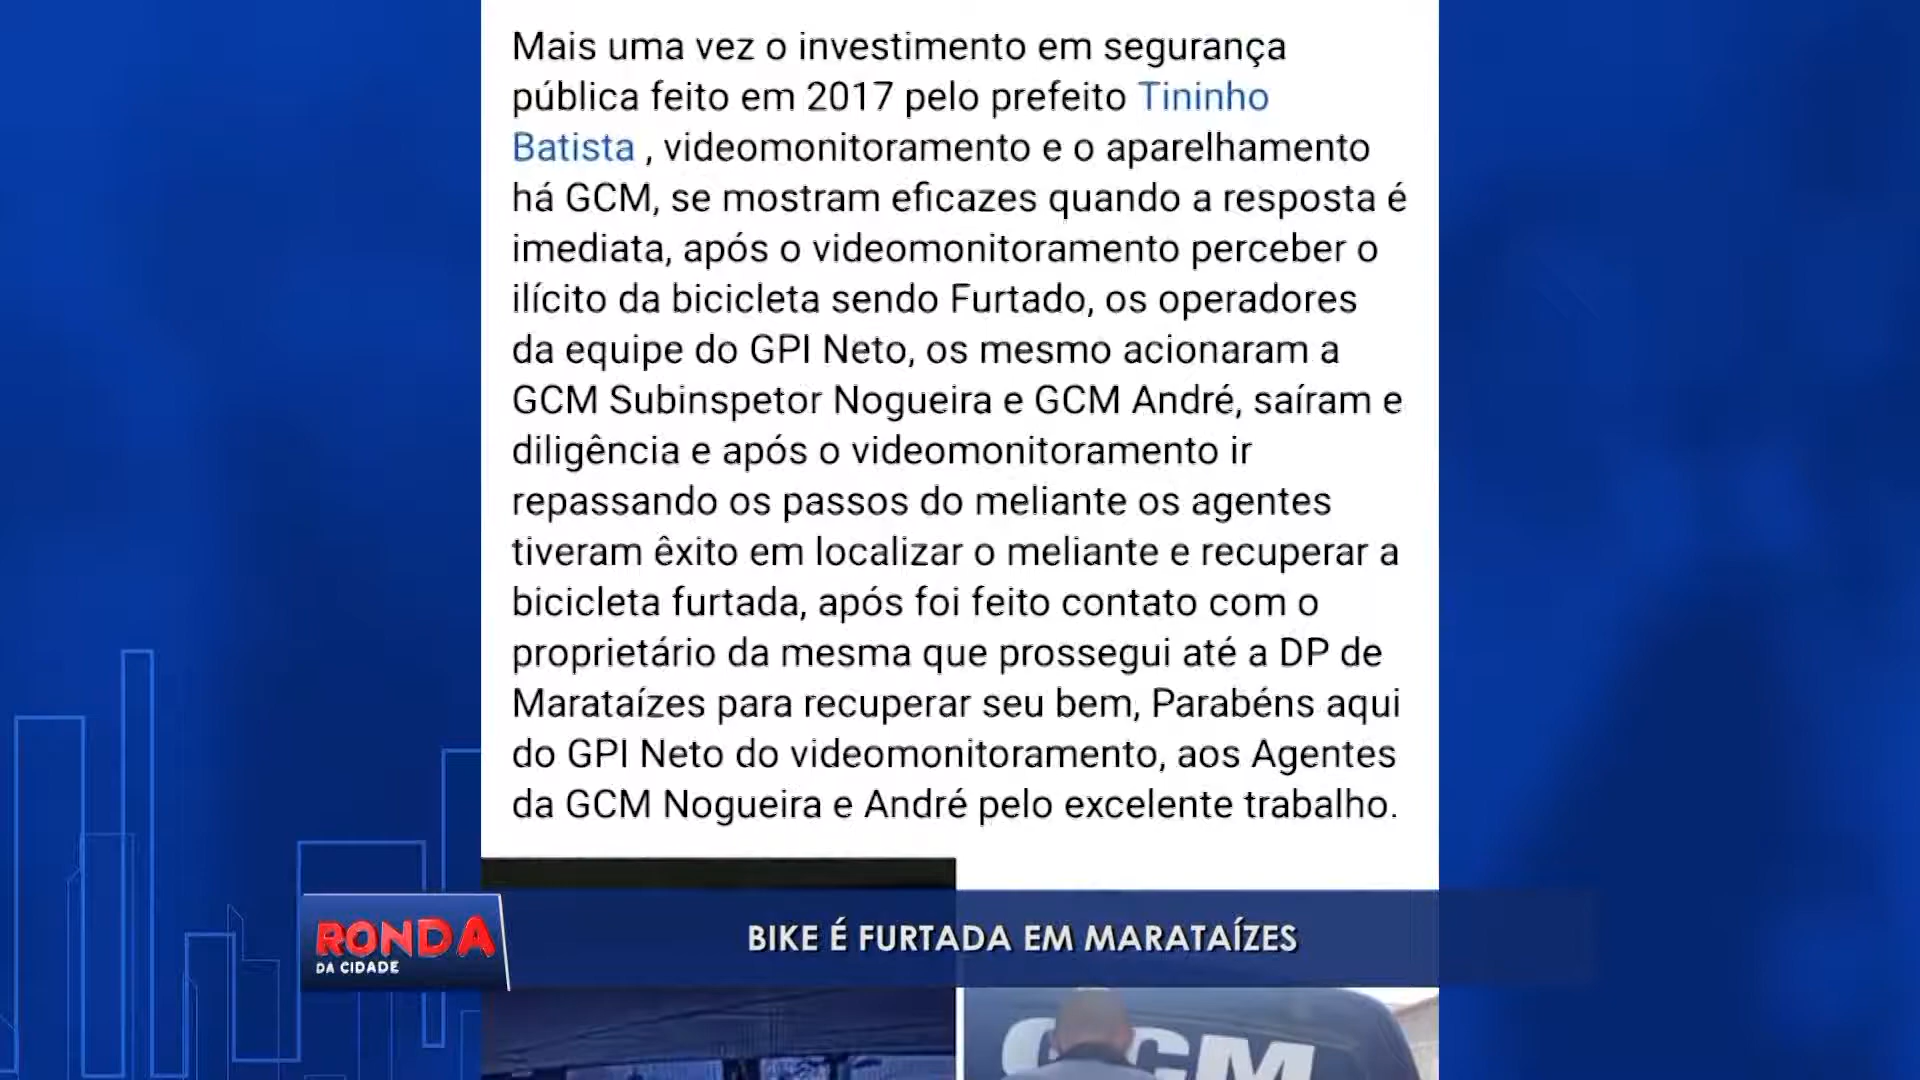 Mais uma vez o investimento em segurança
pública feito em 2017 pelo prefeito Tininho
Batista , videomonitoramento e o aparelhamento
há GCM, se mostram eficazes quando a resposta é
imediata, após o videomonitoramento perceber o
ilícito da bicicleta sendo Furtado, os operadores
da equipe do GPI Neto, os mesmo acionaram a
GCM Subinspetor Nogueira e GCM André, saíram e
diligência e após o videomonitoramento ir
repassando os passos do meliante os agentes
tiveram êxito em localizar o meliante e recuperar a
bicicleta furtada, após foi feito contato com o
proprietário da mesma que prossegui até a DP de
Marataízes para recuperar seu bem, Parabéns aqui
do GPI Neto do videomonitoramento, aos Agentes
da GCM Nogueira e André pelo excelente trabalho.
RONDA
DA CIDADE
BIKE É FURTADA EM MARATAÍZES
GCM